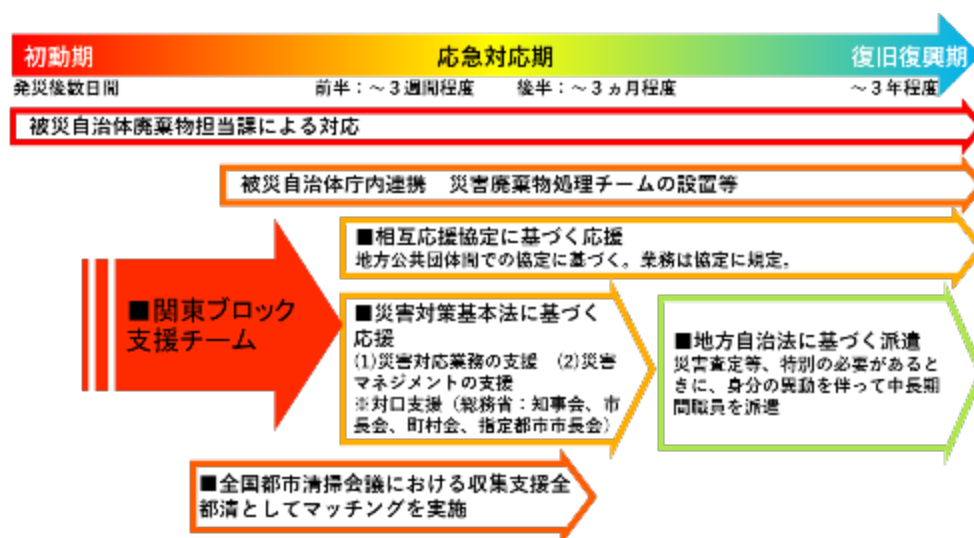 初動期
応急対応期
復旧復興期
発災後数日間
前半：～３週間程度
後半：～３ヵ月程度
～３年程度
被災自治体廃棄物担当課による対応
被災自治体庁内連携　災害廃棄物処理チームの設置等
■相互応援協定に基づく応援
地方公共団体間での協定に基づく。業務は協定に規定。
■関東ブロック
支援チーム
■災害対策基本法に基づく
応援
(1)災害対応業務の支援　(2)災害
マネジメントの支援
※対口支援（総務省：知事会、市
長会、町村会、指定都市市長会）
■地方自治法に基づく派遣
災害査定等、特別の必要があると
きに、身分の異動を伴って中長期
間職員を派遣
■全国都市清掃会議における収集支援全
都清としてマッチングを実施